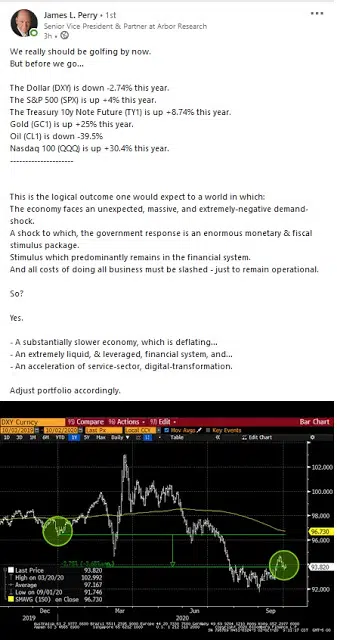 James L. Perry • 1st
Senior Vice President & Partner at Arbor Research
3h •
We really should be golfing by now.
But before we go...
The Dollar (DXY) is down -2.74% this year.
The S&P 500 (SPX) is up +4% this year.
The Treasury 10y Note Future (TY1) is up +8.74% this year.
Gold (GC1) is up +25% this year.
Oil (CL1) is down -39.5%
Nasdaq 100 (QQQ) is up +30.4% this year.
---------------------
This is the logical outcome one would expect to a world in which:
The economy faces an unexpected, massive, and extremely-negative demand-
shock.
A shock to which, the government response is an enormous monetary & fiscal
stimulus package.
Stimulus which predominantly remains in the financial system.
And all costs of doing all business must be slashed - just to remain operational.
So?
Yes.
- A substantially slower economy, which is deflating...
- An extremely liquid, & leveraged, financial system, and...
- An acceleration of service-sector, digital-transformation.
Adjust portfolio accordingly.
DXY Curncy Compare Actions Edit Bar Chart
10/02/2020 Last Px Local CCY Mov Avgs Key Events
1D 3D 1M 6M YTD 1Y 5Y Max Daily Table Edit Chart
102.000
100.000
98.000
96.730
96.000
93.820
92.000
Last Price 93.820
High on 03/20/20 102.992
Average 97.167
Low on 09/01/20 91.746
SMAVG (150) on Close 96.730
Dec Mar Jun Sep
2019 2020